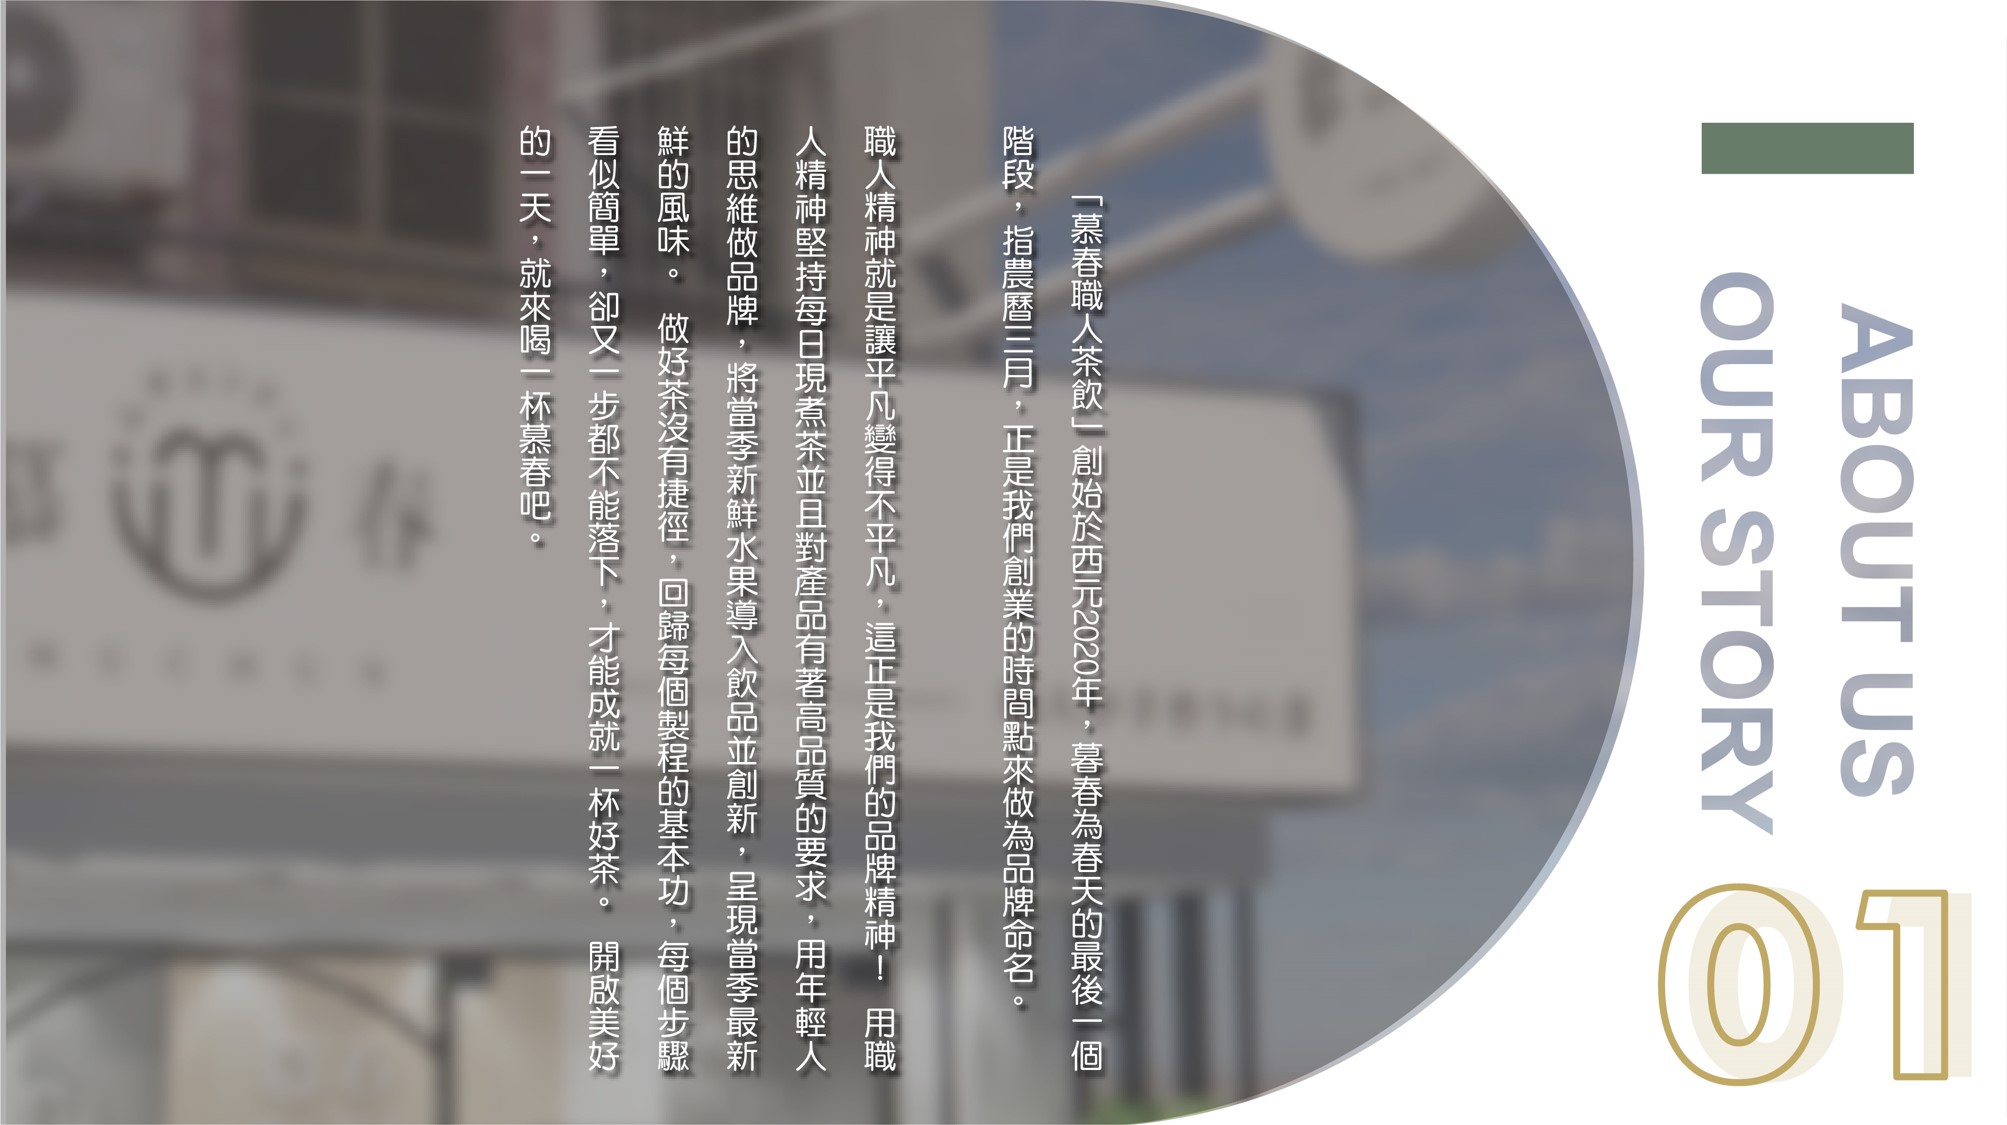 ABOUT US
OUR STORY
01
「慕春職人茶飲」創始於西元2020年，暮春為春天的最後一個
階段，指農曆三月，正是我們創業的時間點來做為品牌命名。
職人精神就是讓平凡變得不平凡，這正是我們的品牌精神！ 用職
人精神堅持每日現煮茶並且對產品有著高品質的要求，用年輕人
的思維做品牌，將當季新鮮水果導入飲品並創新，呈現當季最新
鮮的風味。 做好茶沒有捷徑，回歸每個製程的基本功，每個步驟
看似簡單，卻又一步都不能落下，才能成就一杯好茶。 開啟美好
的一天，就來喝一杯慕春吧。
慕 春
MUCHUN